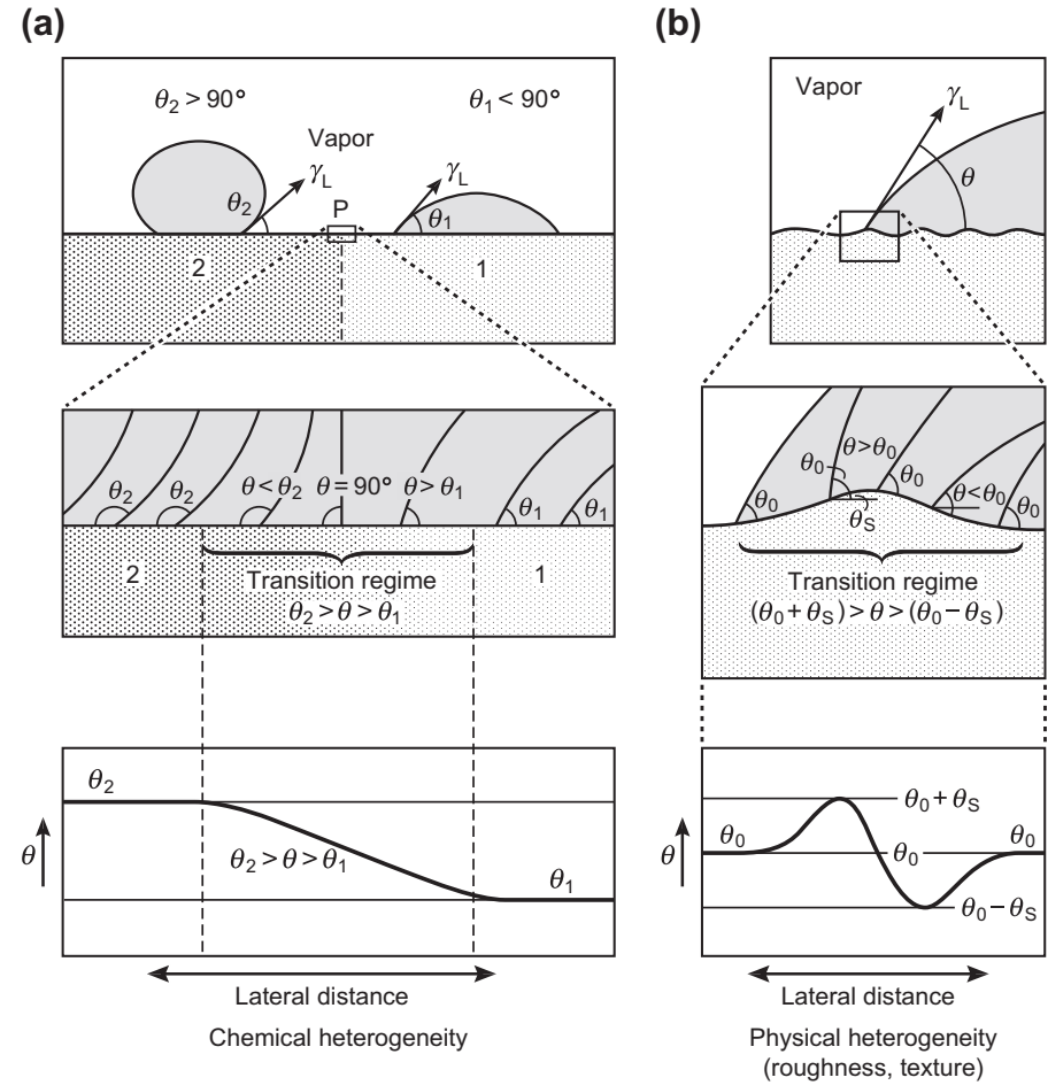 (a)
θ₂ > 90°
θ₁ < 90°
Vapor
γL
γL
θ₂
P
θ₁
2
1
θ₂
θ₂
θ < θ₂
θ = 90°
θ > θ₁
θ₁
θ₁
2
Transition regime
1
θ₂ > θ > θ₁
θ₂
θ
θ₂ > θ > θ₁
θ₁
Lateral distance
Chemical heterogeneity
(b)
Vapor
γL
θ
θ > θ₀
θ₀
θ₀
θ₀
θ < θ₀
θ₀
θS
Transition regime
(θ₀ + θS) > θ > (θ₀ − θS)
θ₀ + θS
θ₀
θ₀
θ
θ₀
θ₀ − θS
Lateral distance
Physical heterogeneity
(roughness, texture)